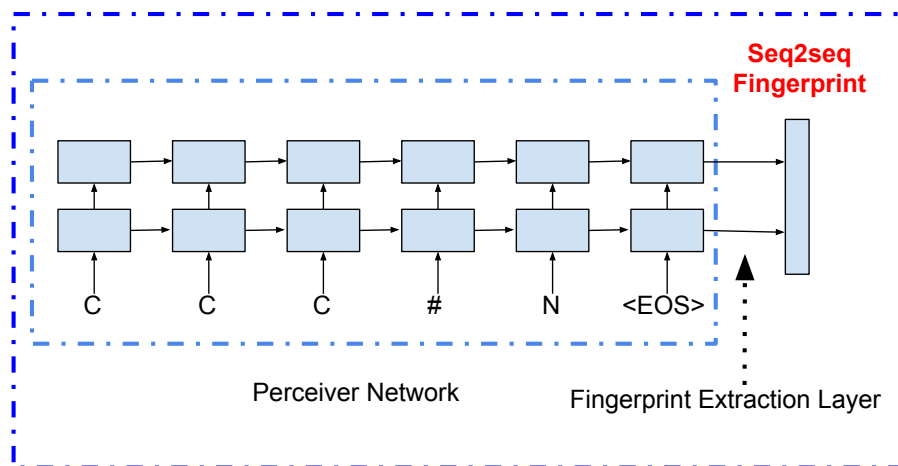 Seq2seq
Fingerprint
C C C # N <EOS>
Perceiver Network
Fingerprint Extraction Layer